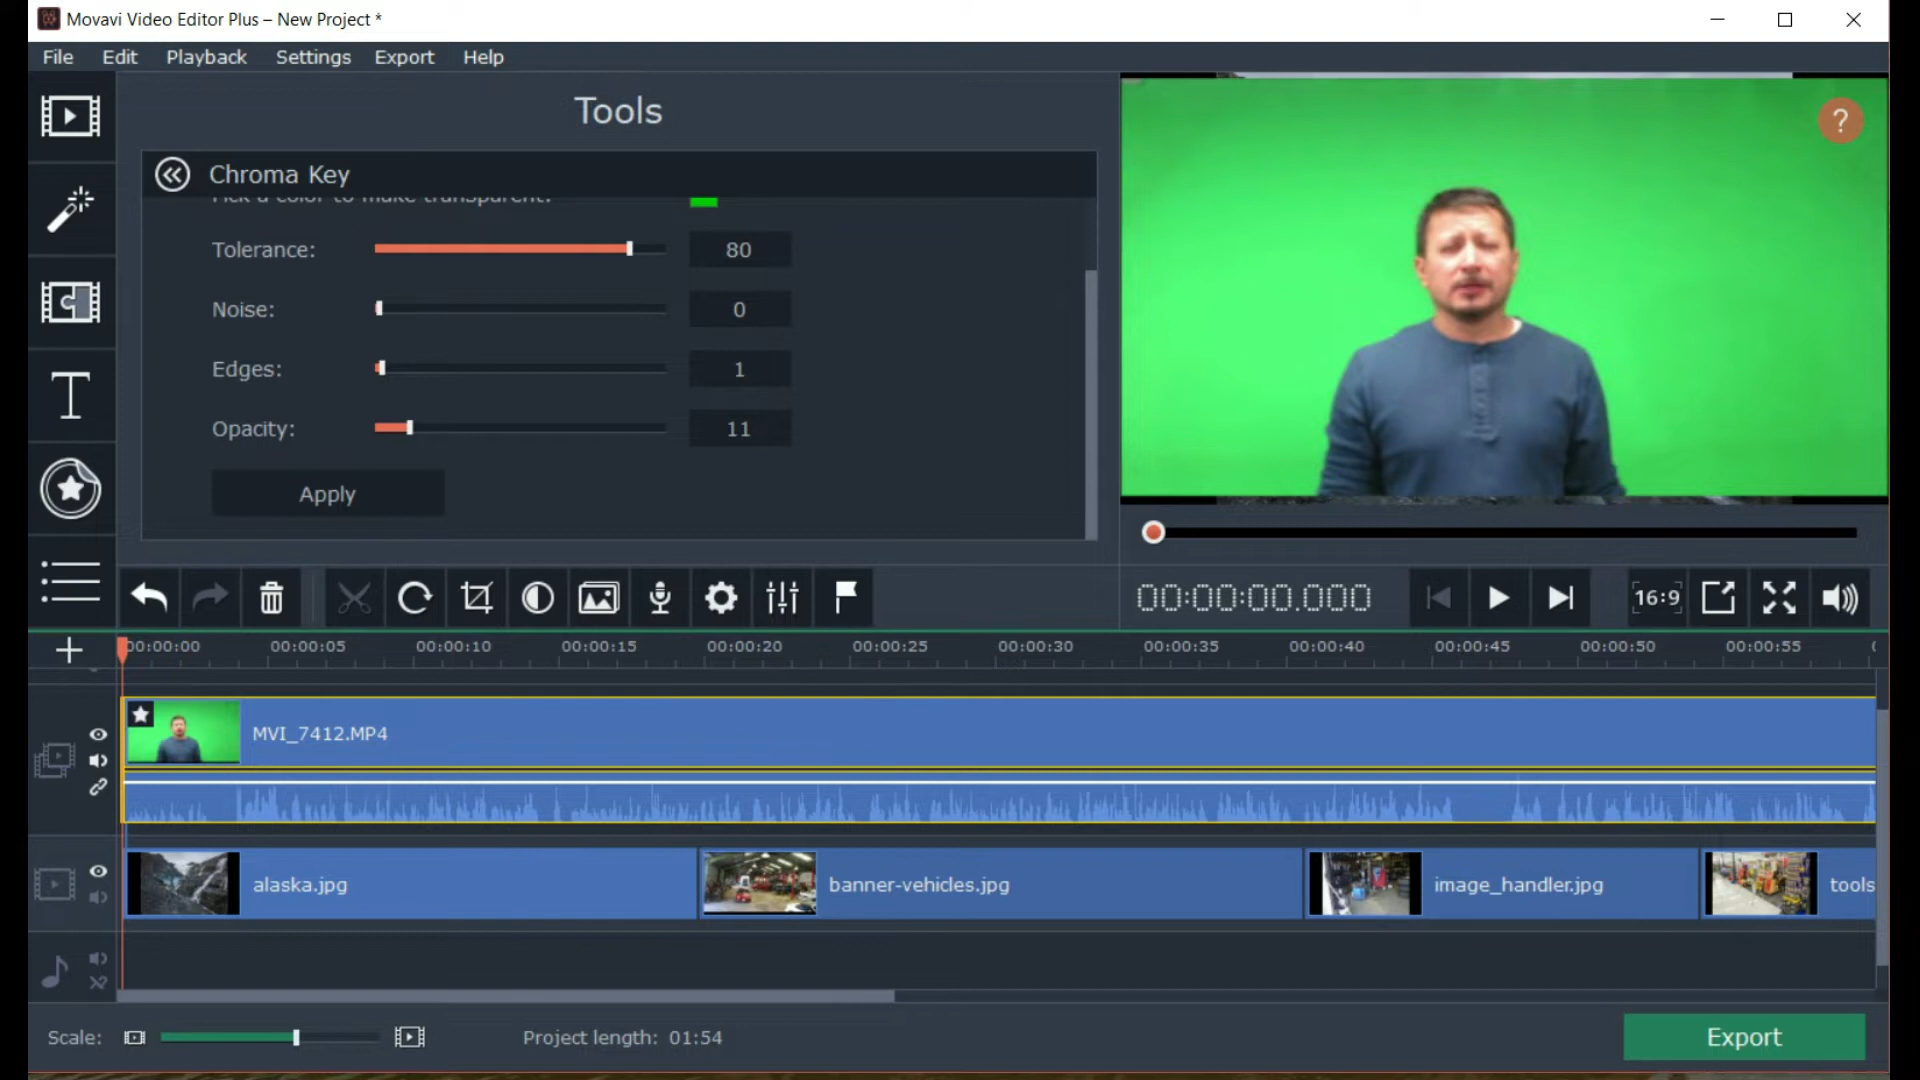 Movavi Video Editor Plus – New Project *
File Edit Playback Settings Export Help
Tools
?
Chroma Key
Pick a color to make transparent:
Tolerance: 80
Noise: 0
Edges: 1
Opacity: 11
Apply
00:00:00.000
16:9
00:00:00 00:00:05 00:00:10 00:00:15 00:00:20 00:00:25 00:00:30 00:00:35 00:00:40 00:00:45 00:00:50 00:00:55
MVI_7412.MP4
alaska.jpg banner-vehicles.jpg image_handler.jpg tools
Scale: Project length: 01:54 Export